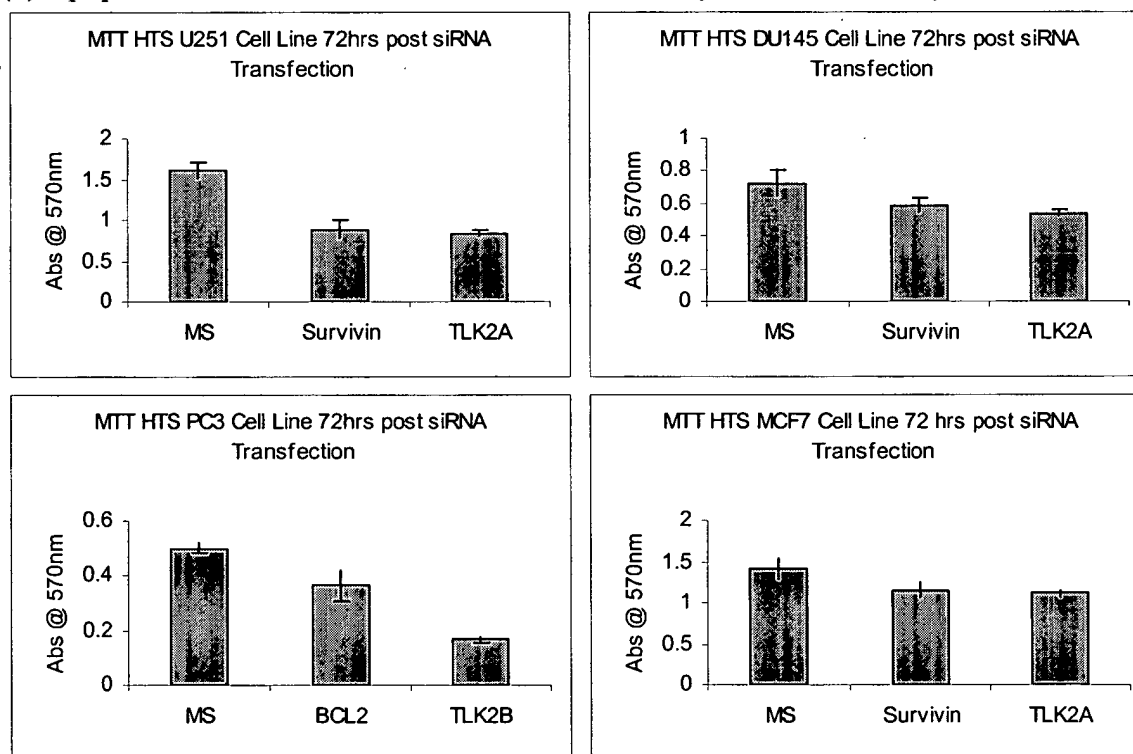 MTT HTS U251 Cell Line 72hrs post siRNA
Transfection
Abs @ 570nm
2
1.5
1
0.5
0
MS Survivin TLK2A
MTT HTS DU145 Cell Line 72hrs post siRNA
Transfection
Abs @ 570nm
1
0.8
0.6
0.4
0.2
0
MS Survivin TLK2A
MTT HTS PC3 Cell Line 72hrs post siRNA
Transfection
Abs @ 570nm
0.6
0.4
0.2
0
MS BCL2 TLK2B
MTT HTS MCF7 Cell Line 72 hrs post siRNA
Transfection
Abs @ 570nm
2
1.5
1
0.5
0
MS Survivin TLK2A